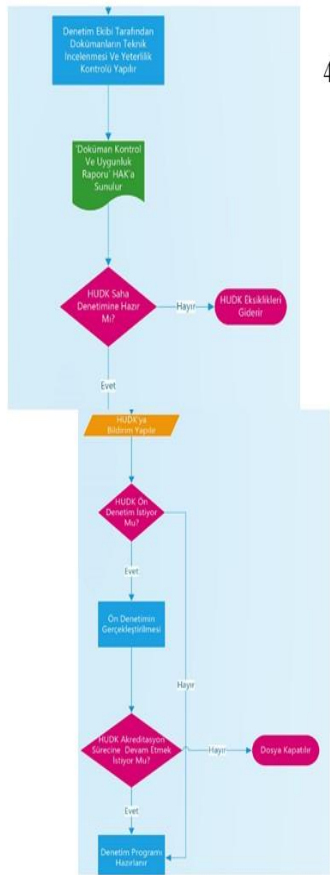 Denetim Ekibi Tarafından
Dokümanların Teknik
İncelenmesi Ve Yeterlilik
Kontrolü Yapılır
4
'Doküman Kontrol
Ve Uygunluk
Raporu' HAK'a
Sunulur
HUDK Saha
Denetimine Hazır
Mı?
Hayır
HUDK Eksiklikleri
Giderir
Evet
HUDK'ya
Bildirim Yapılır
HUDK Ön
Denetim İstiyor
Mu?
Evet
Ön Denetimin
Gerçekleştirilmesi
Hayır
HUDK Akreditasyon
Sürecine Devam Etmek
İstiyor Mu?
Hayır
Dosya Kapatılır
Evet
Denetim Programı
Hazırlanır